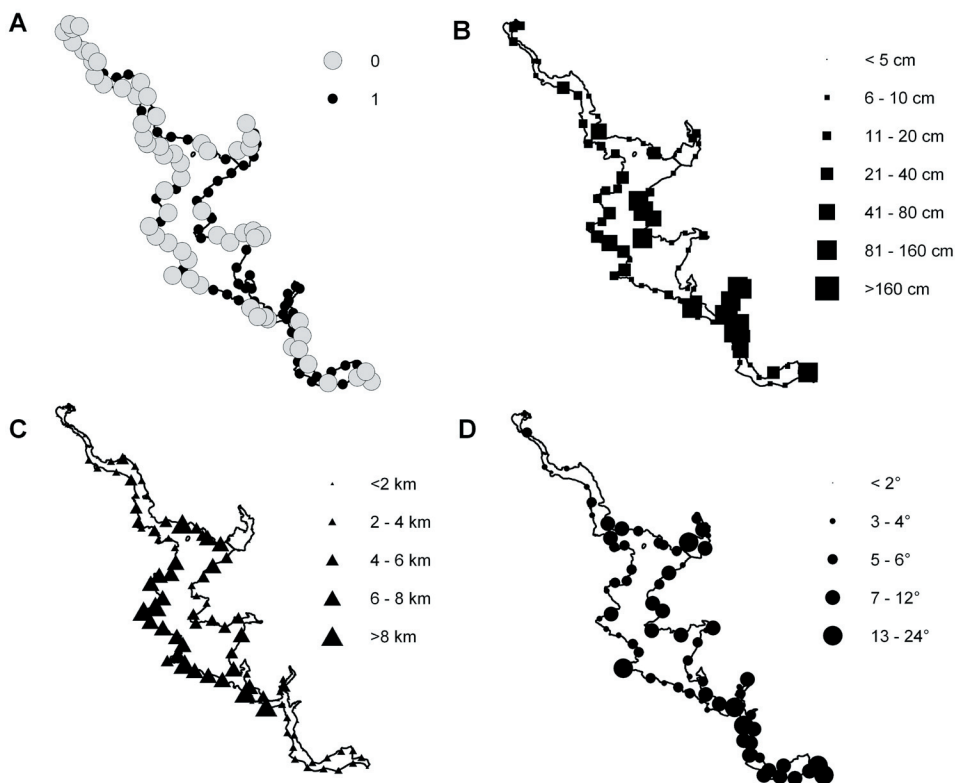 A
0
1
B
< 5 cm
6 - 10 cm
11 - 20 cm
21 - 40 cm
41 - 80 cm
81 - 160 cm
>160 cm
C
<2 km
2 - 4 km
4 - 6 km
6 - 8 km
>8 km
D
< 2°
3 - 4°
5 - 6°
7 - 12°
13 - 24°